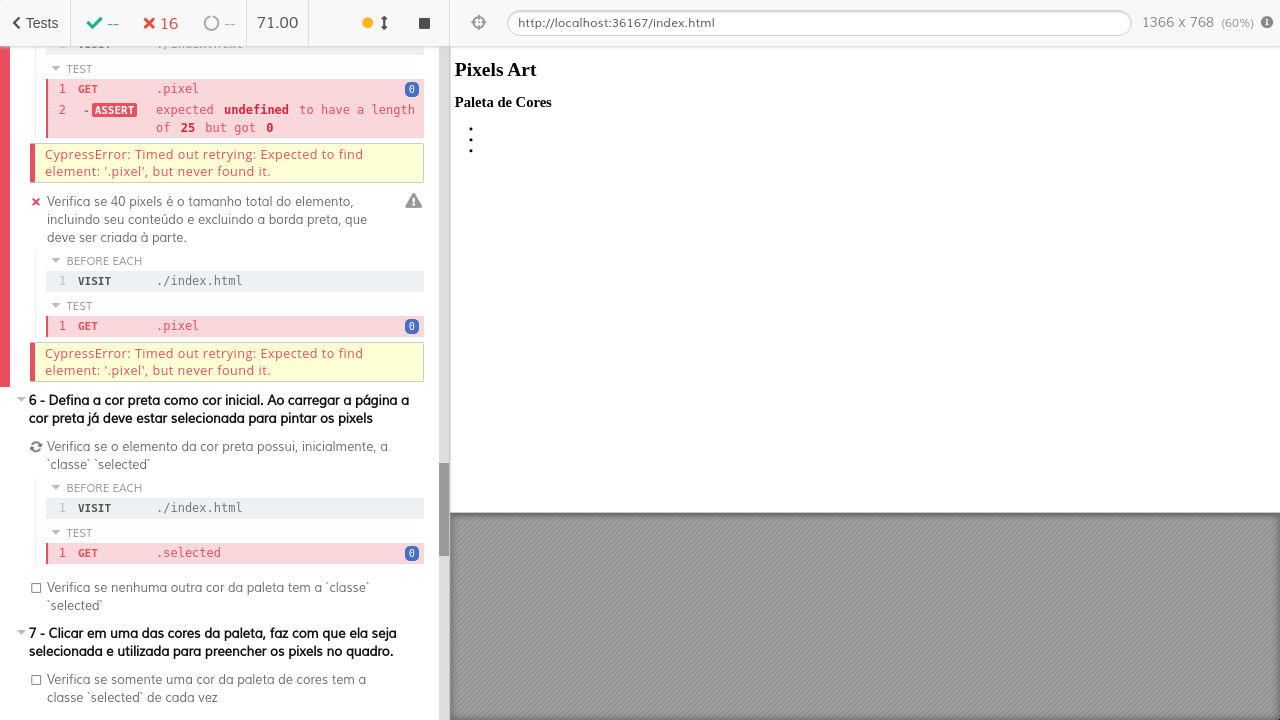 Tests -- 16 -- 71.00
http://localhost:36167/index.html 1366 x 768 (60%)
TEST
1 GET .pixel 0
2 -ASSERT expected undefined to have a length
of 25 but got 0
CypressError: Timed out retrying: Expected to find
element: '.pixel', but never found it.
Verifica se 40 pixels é o tamanho total do elemento,
incluindo seu conteúdo e excluindo a borda preta, que
deve ser criada à parte.
BEFORE EACH
1 VISIT ./index.html
TEST
1 GET .pixel 0
CypressError: Timed out retrying: Expected to find
element: '.pixel', but never found it.
6 - Defina a cor preta como cor inicial. Ao carregar a página a
cor preta já deve estar selecionada para pintar os pixels
Verifica se o elemento da cor preta possui, inicialmente, a
`classe` `selected`
BEFORE EACH
1 VISIT ./index.html
TEST
1 GET .selected 0
Verifica se nenhuma outra cor da paleta tem a `classe`
`selected`
7 - Clicar em uma das cores da paleta, faz com que ela seja
selecionada e utilizada para preencher os pixels no quadro.
Verifica se somente uma cor da paleta de cores tem a
classe `selected` de cada vez
Pixels Art
Paleta de Cores